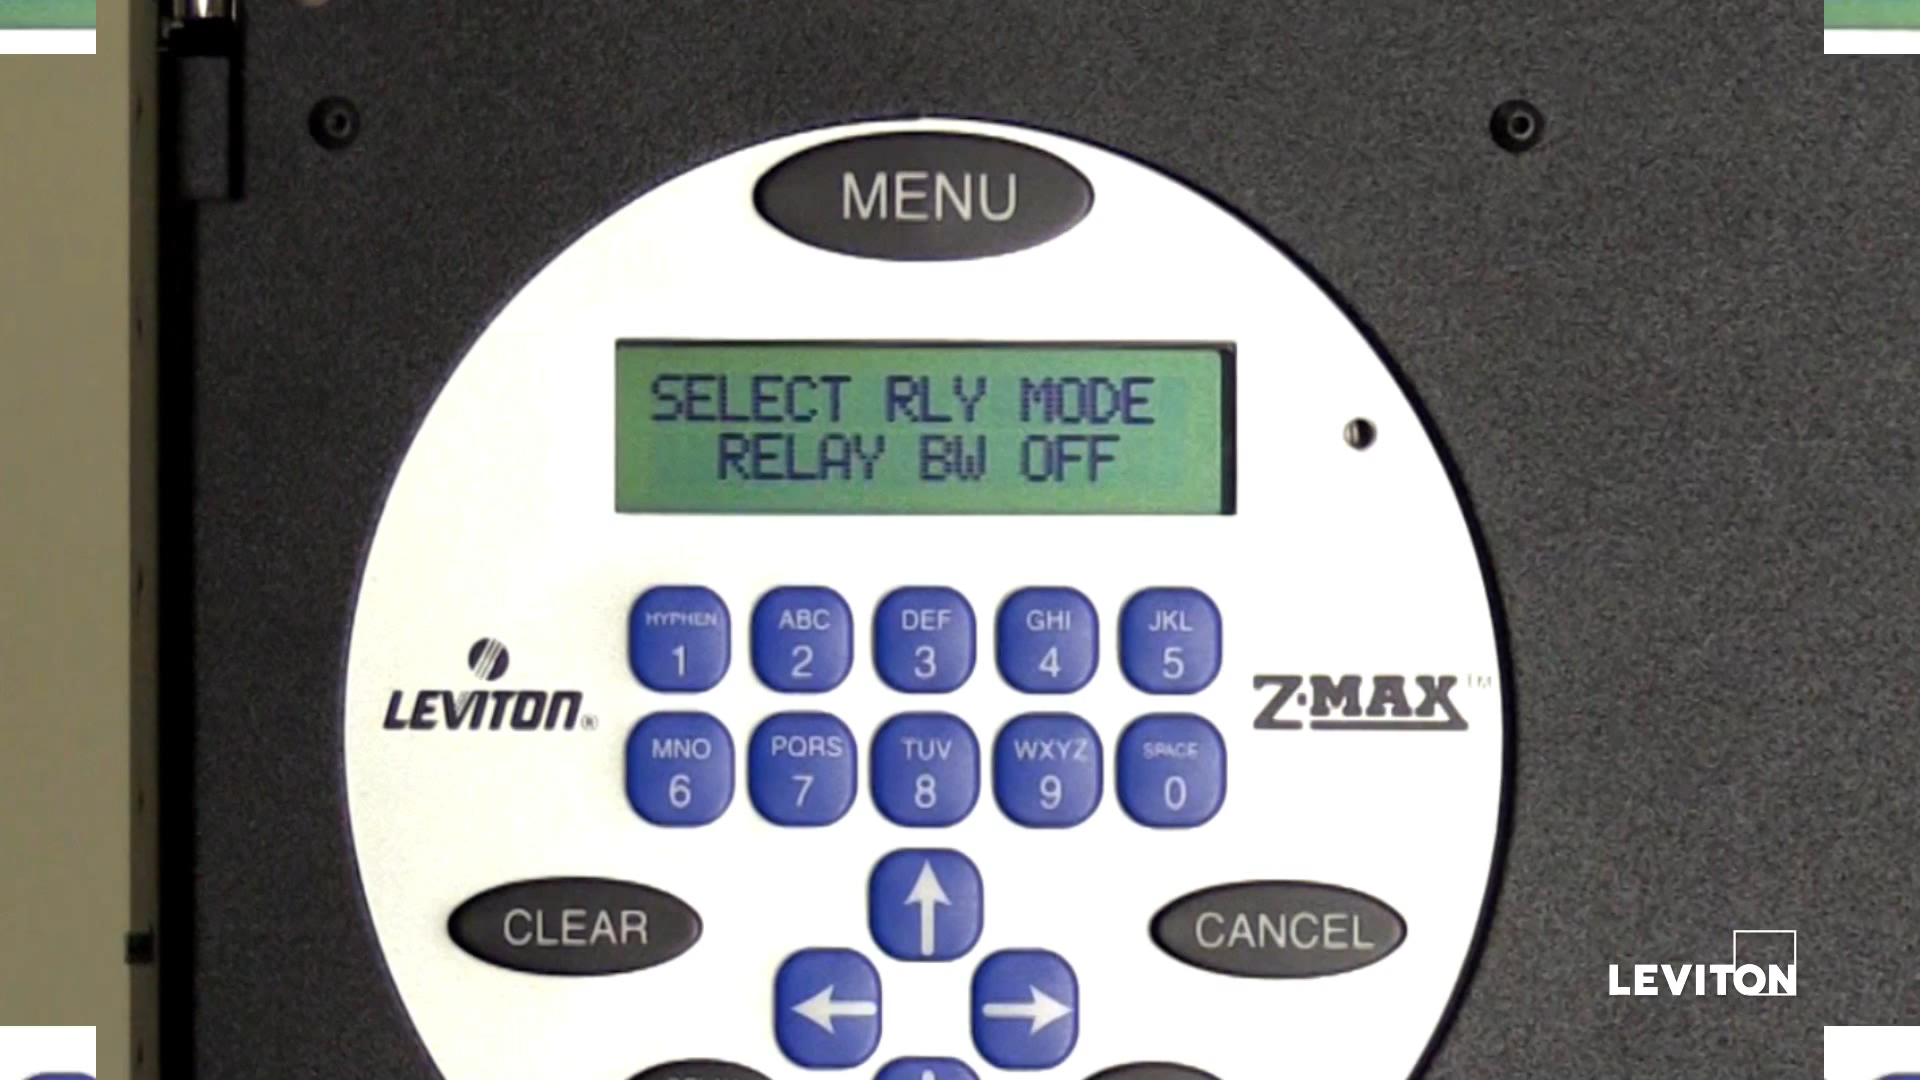 MENU
SELECT RLY MODE
RELAY BW OFF
HYPHEN
1
ABC
2
DEF
3
GHI
4
JKL
5
LEVITON®
Z·MAX™
MNO
6
PQRS
7
TUV
8
WXYZ
9
SPACE
0
CLEAR
CANCEL
LEVITON